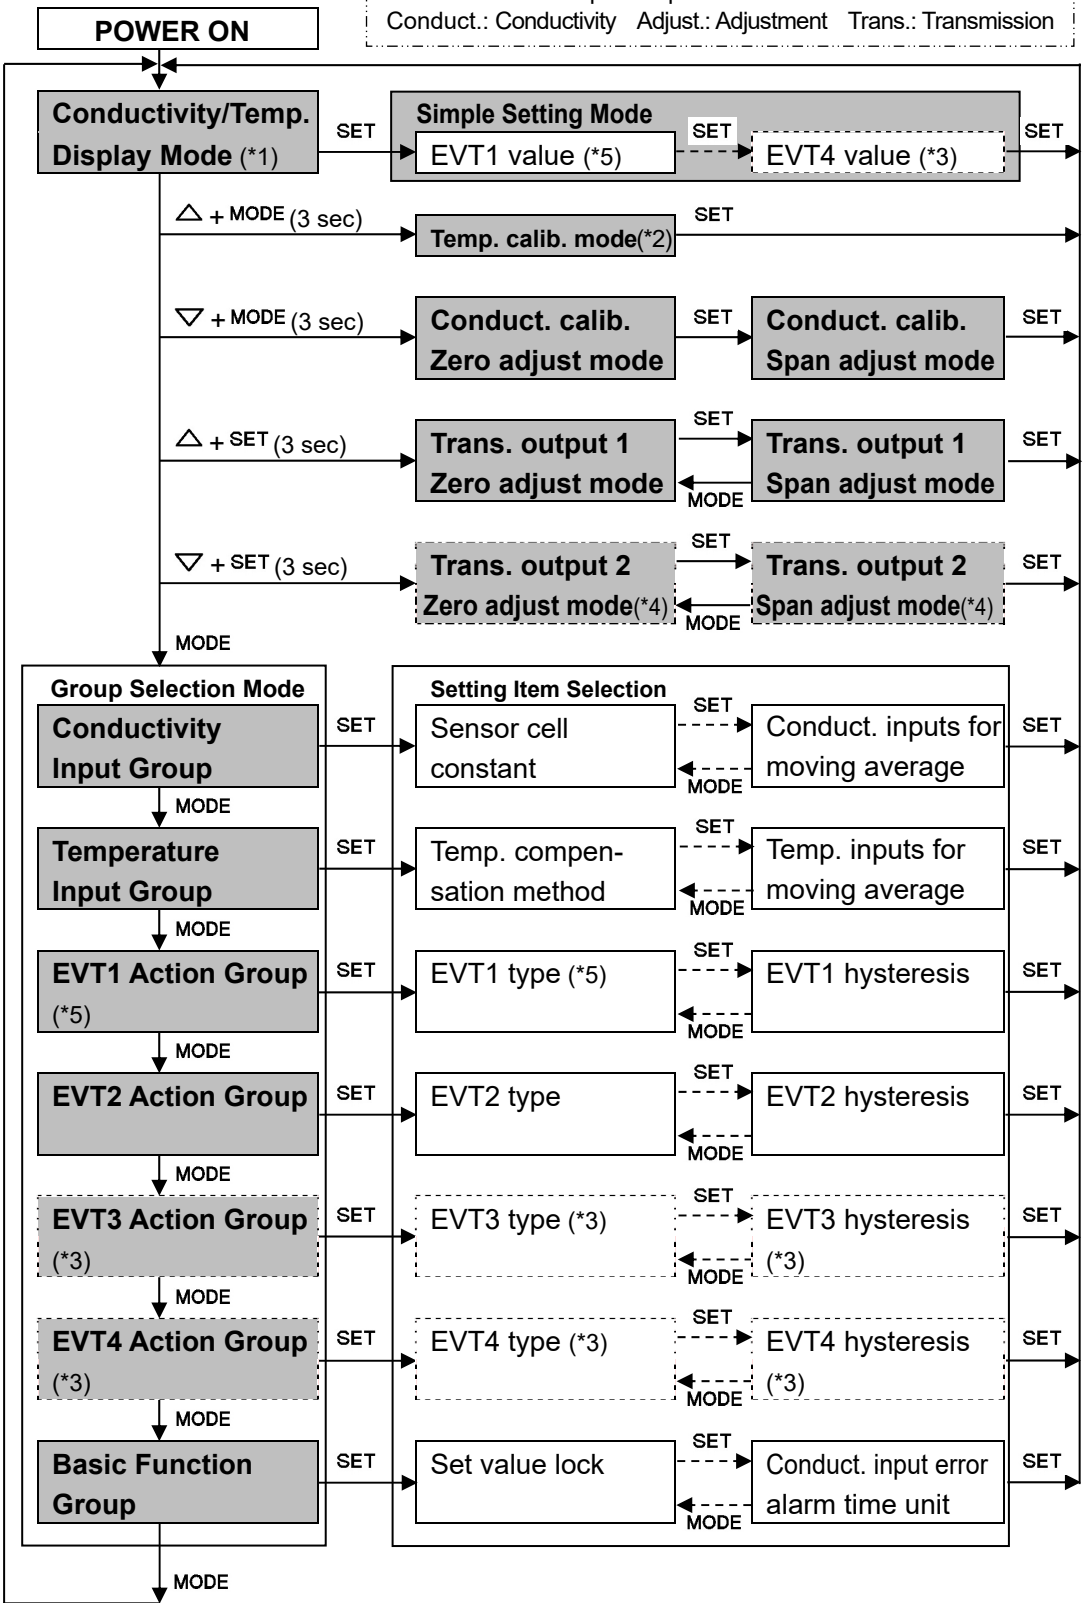 Conduct.: Conductivity Adjust.: Adjustment Trans.: Transmission
POWER ON
Conductivity/Temp.
Display Mode (*1)
SET
Simple Setting Mode
EVT1 value (*5)
SET
EVT4 value (*3)
SET
△ + MODE (3 sec)
Temp. calib. mode(*2)
SET
▽ + MODE (3 sec)
Conduct. calib.
Zero adjust mode
SET
Conduct. calib.
Span adjust mode
SET
△ + SET (3 sec)
Trans. output 1
Zero adjust mode
SET
MODE
Trans. output 1
Span adjust mode
SET
▽ + SET (3 sec)
Trans. output 2
Zero adjust mode(*4)
SET
MODE
Trans. output 2
Span adjust mode(*4)
SET
MODE
Group Selection Mode
Setting Item Selection
Conductivity
Input Group
SET
Sensor cell
constant
SET
MODE
Conduct. inputs for
moving average
SET
MODE
Temperature
Input Group
SET
Temp. compen-
sation method
SET
MODE
Temp. inputs for
moving average
SET
MODE
EVT1 Action Group
(*5)
SET
EVT1 type (*5)
SET
MODE
EVT1 hysteresis
SET
MODE
EVT2 Action Group
SET
EVT2 type
SET
MODE
EVT2 hysteresis
SET
MODE
EVT3 Action Group
(*3)
SET
EVT3 type (*3)
SET
MODE
EVT3 hysteresis
(*3)
SET
MODE
EVT4 Action Group
(*3)
SET
EVT4 type (*3)
SET
MODE
EVT4 hysteresis
(*3)
SET
MODE
Basic Function
Group
SET
Set value lock
SET
MODE
Conduct. input error
alarm time unit
SET
MODE